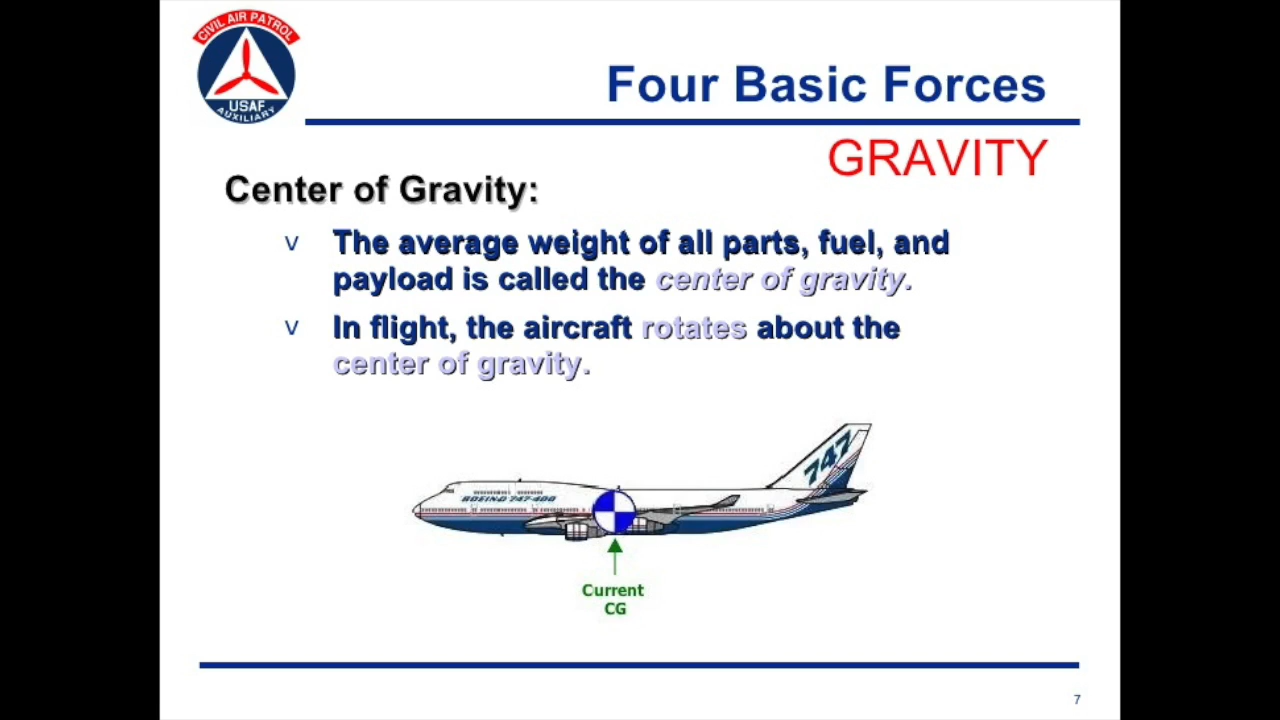 CIVIL AIR PATROL
USAF
AUXILIARY
Four Basic Forces
GRAVITY
Center of Gravity:
v The average weight of all parts, fuel, and
payload is called the center of gravity.
v In flight, the aircraft rotates about the
center of gravity.
747
BOEING 747-400
Current
CG
7